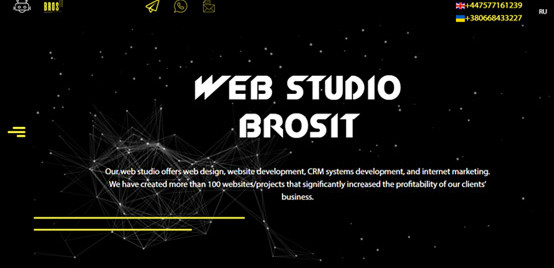 BROS
+447577161239
+380668433227
RU
WEB STUDIO
BROSIT
Our web studio offers web design, website development, CRM systems development, and internet marketing.
We have created more than 100 websites/projects that significantly increased the profitability of our clients'
business.